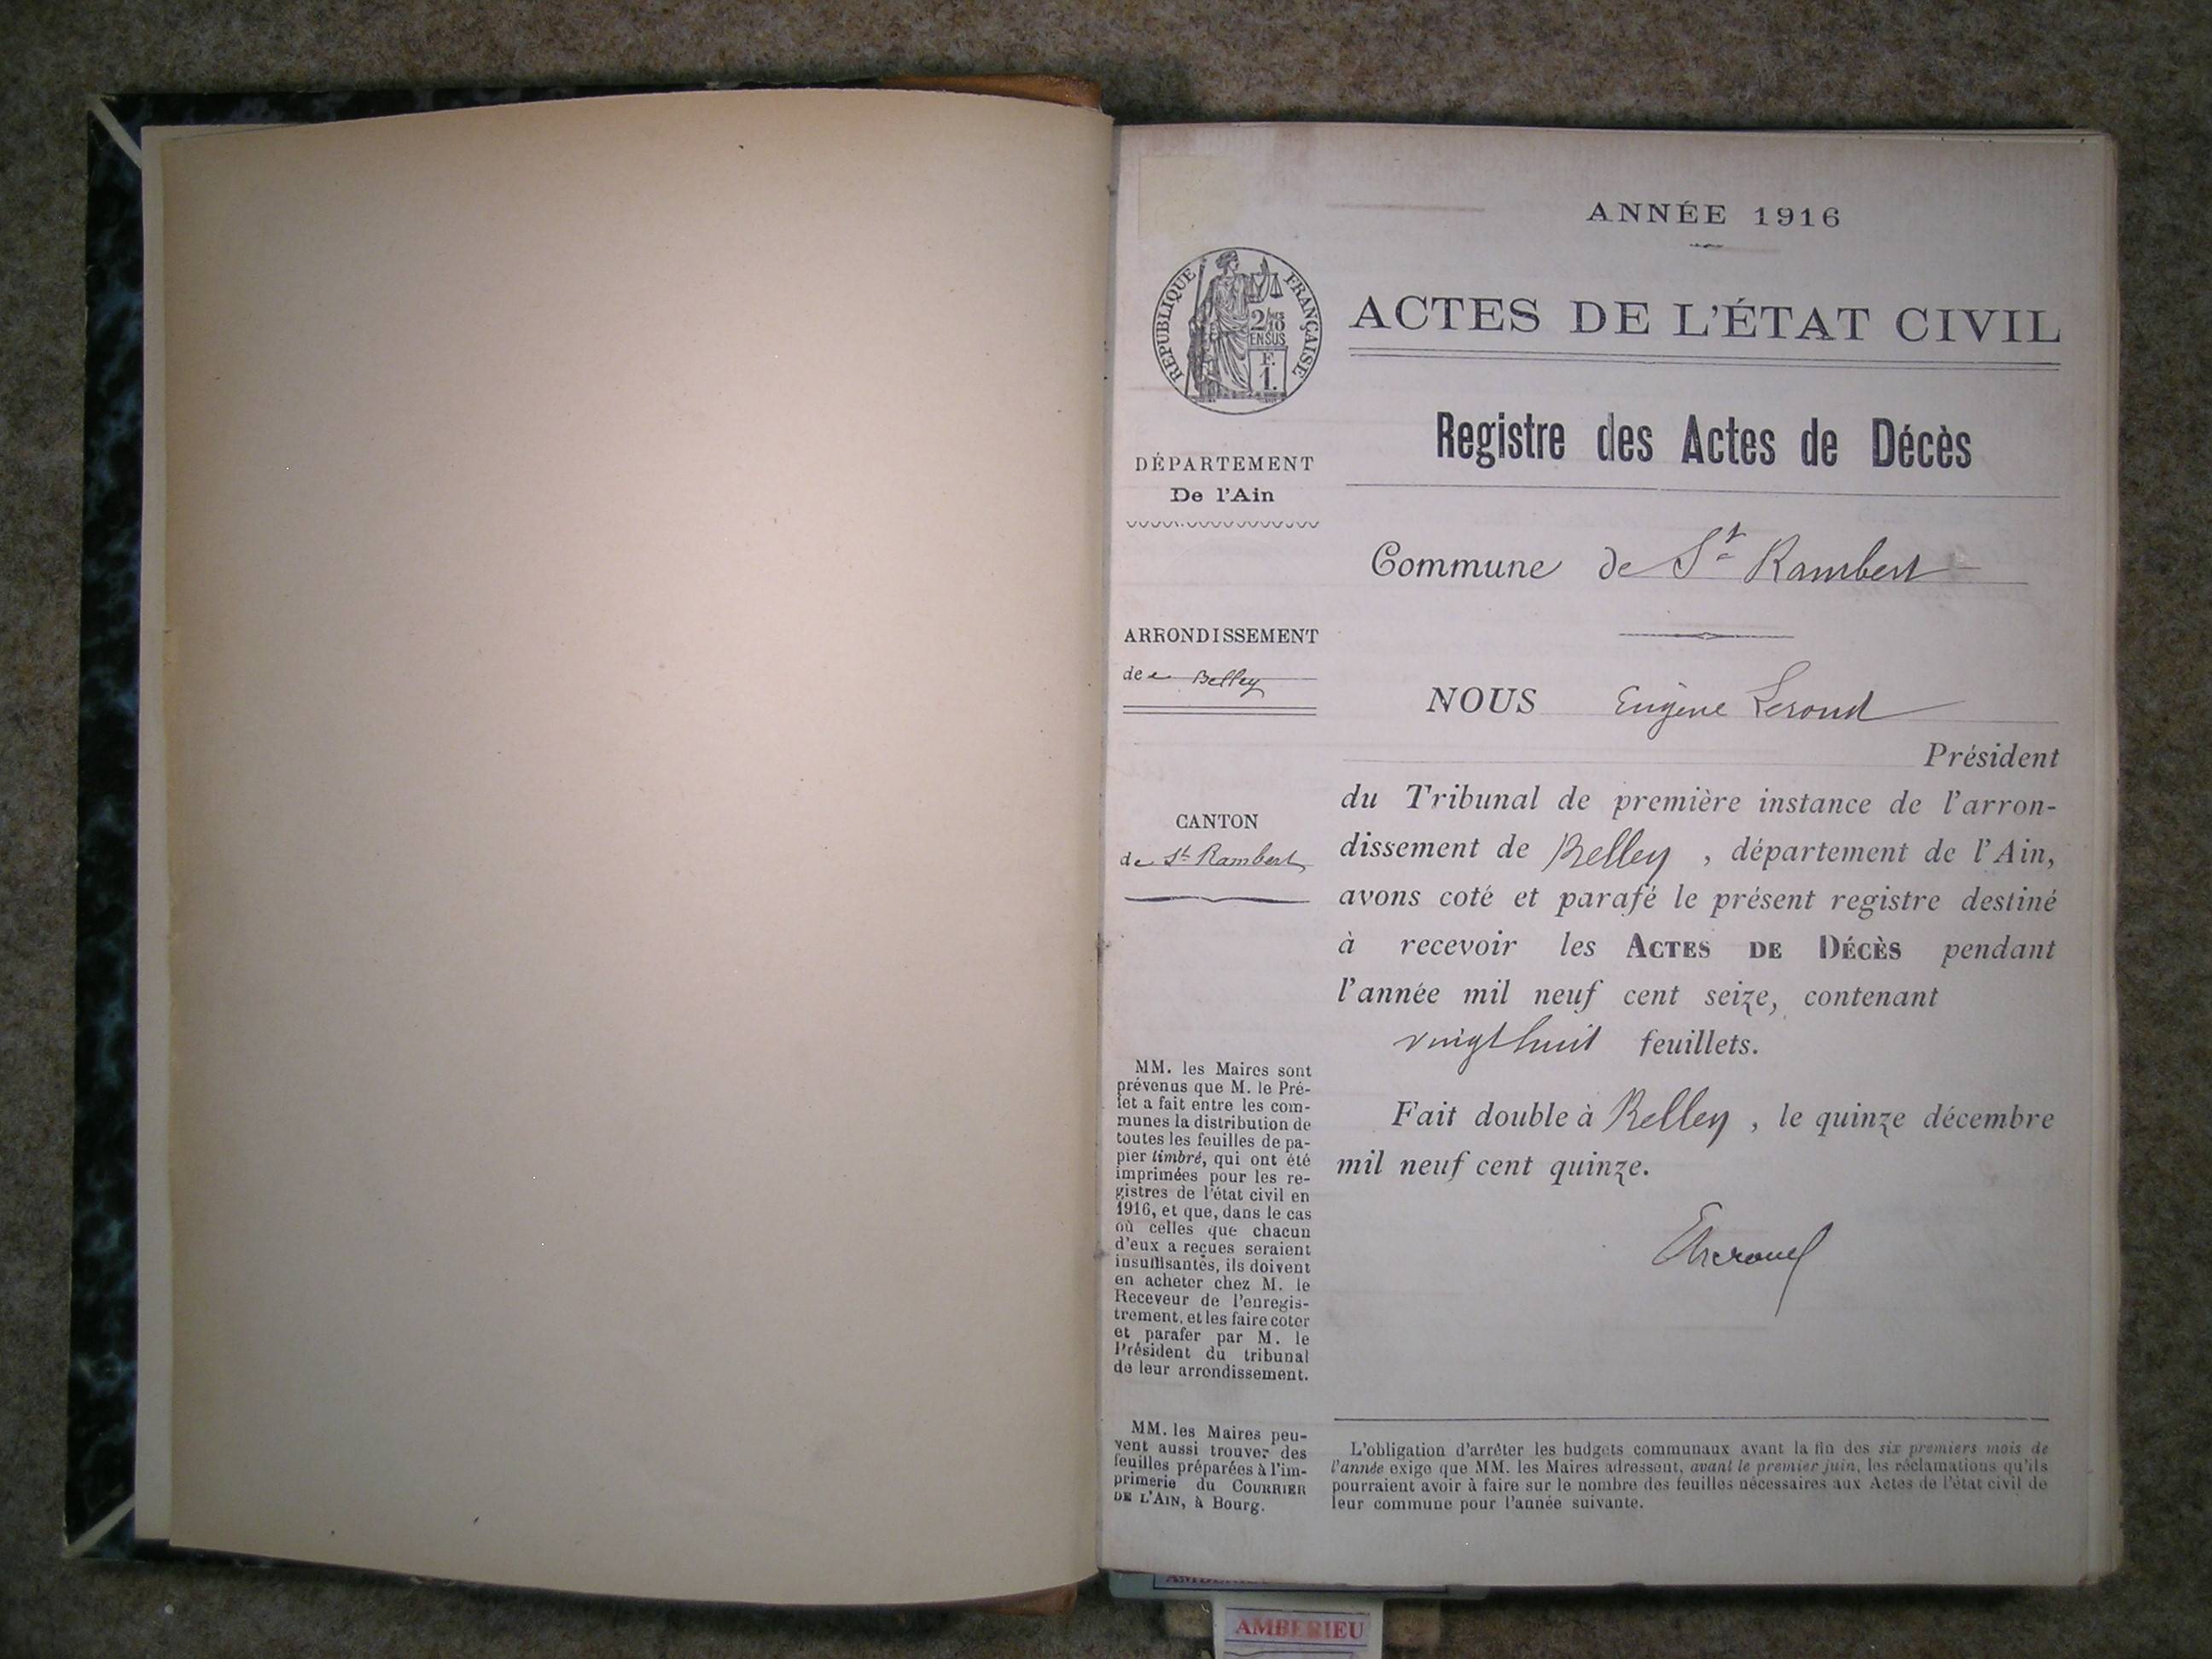 ANNÉE 1916
RÉPUBLIQUE FRANÇAISE
2/10
EN SUS
F.
1.
ACTES DE L'ÉTAT CIVIL
Registre des Actes de Décès
DÉPARTEMENT
De l'Ain
Commune de St Rambert
ARRONDISSEMENT
de Belley
NOUS Eugène
Président
du Tribunal de première instance de l'arron-
dissement de Belley, département de l'Ain,
avons coté et parafé le présent registre destiné
à recevoir les ACTES DE DÉCÈS pendant
l'année mil neuf cent seize, contenant
vingt huit feuillets.
Fait double à Belley, le quinze décembre
mil neuf cent quinze.
CANTON
de St Rambert
MM. les Maires sont
prévenus que M. le Pré-
fet a fait entre les com-
munes la distribution de
toutes les feuilles de pa-
pier timbré, qui ont été
imprimées pour les re-
gistres de l'état civil en
1916, et que, dans le cas
où celles que chacun
d'eux a reçues seraient
insuffisantes, ils doivent
en acheter chez M. le
Receveur de l'enregis-
trement, et les faire coter
et parafer par M. le
Président du tribunal
de leur arrondissement.
MM. les Maires peu-
vent aussi trouver des
feuilles préparées à l'im-
primerie du COURRIER
DE L'AIN, à Bourg.
L'obligation d'arrêter les budgets communaux avant la fin des six premiers mois de
l'année exige que MM. les Maires adressent, avant le premier juin, les réclamations qu'ils
pourraient avoir à faire sur le nombre des feuilles nécessaires aux Actes de l'état civil de
leur commune pour l'année suivante.
AMBERIEU